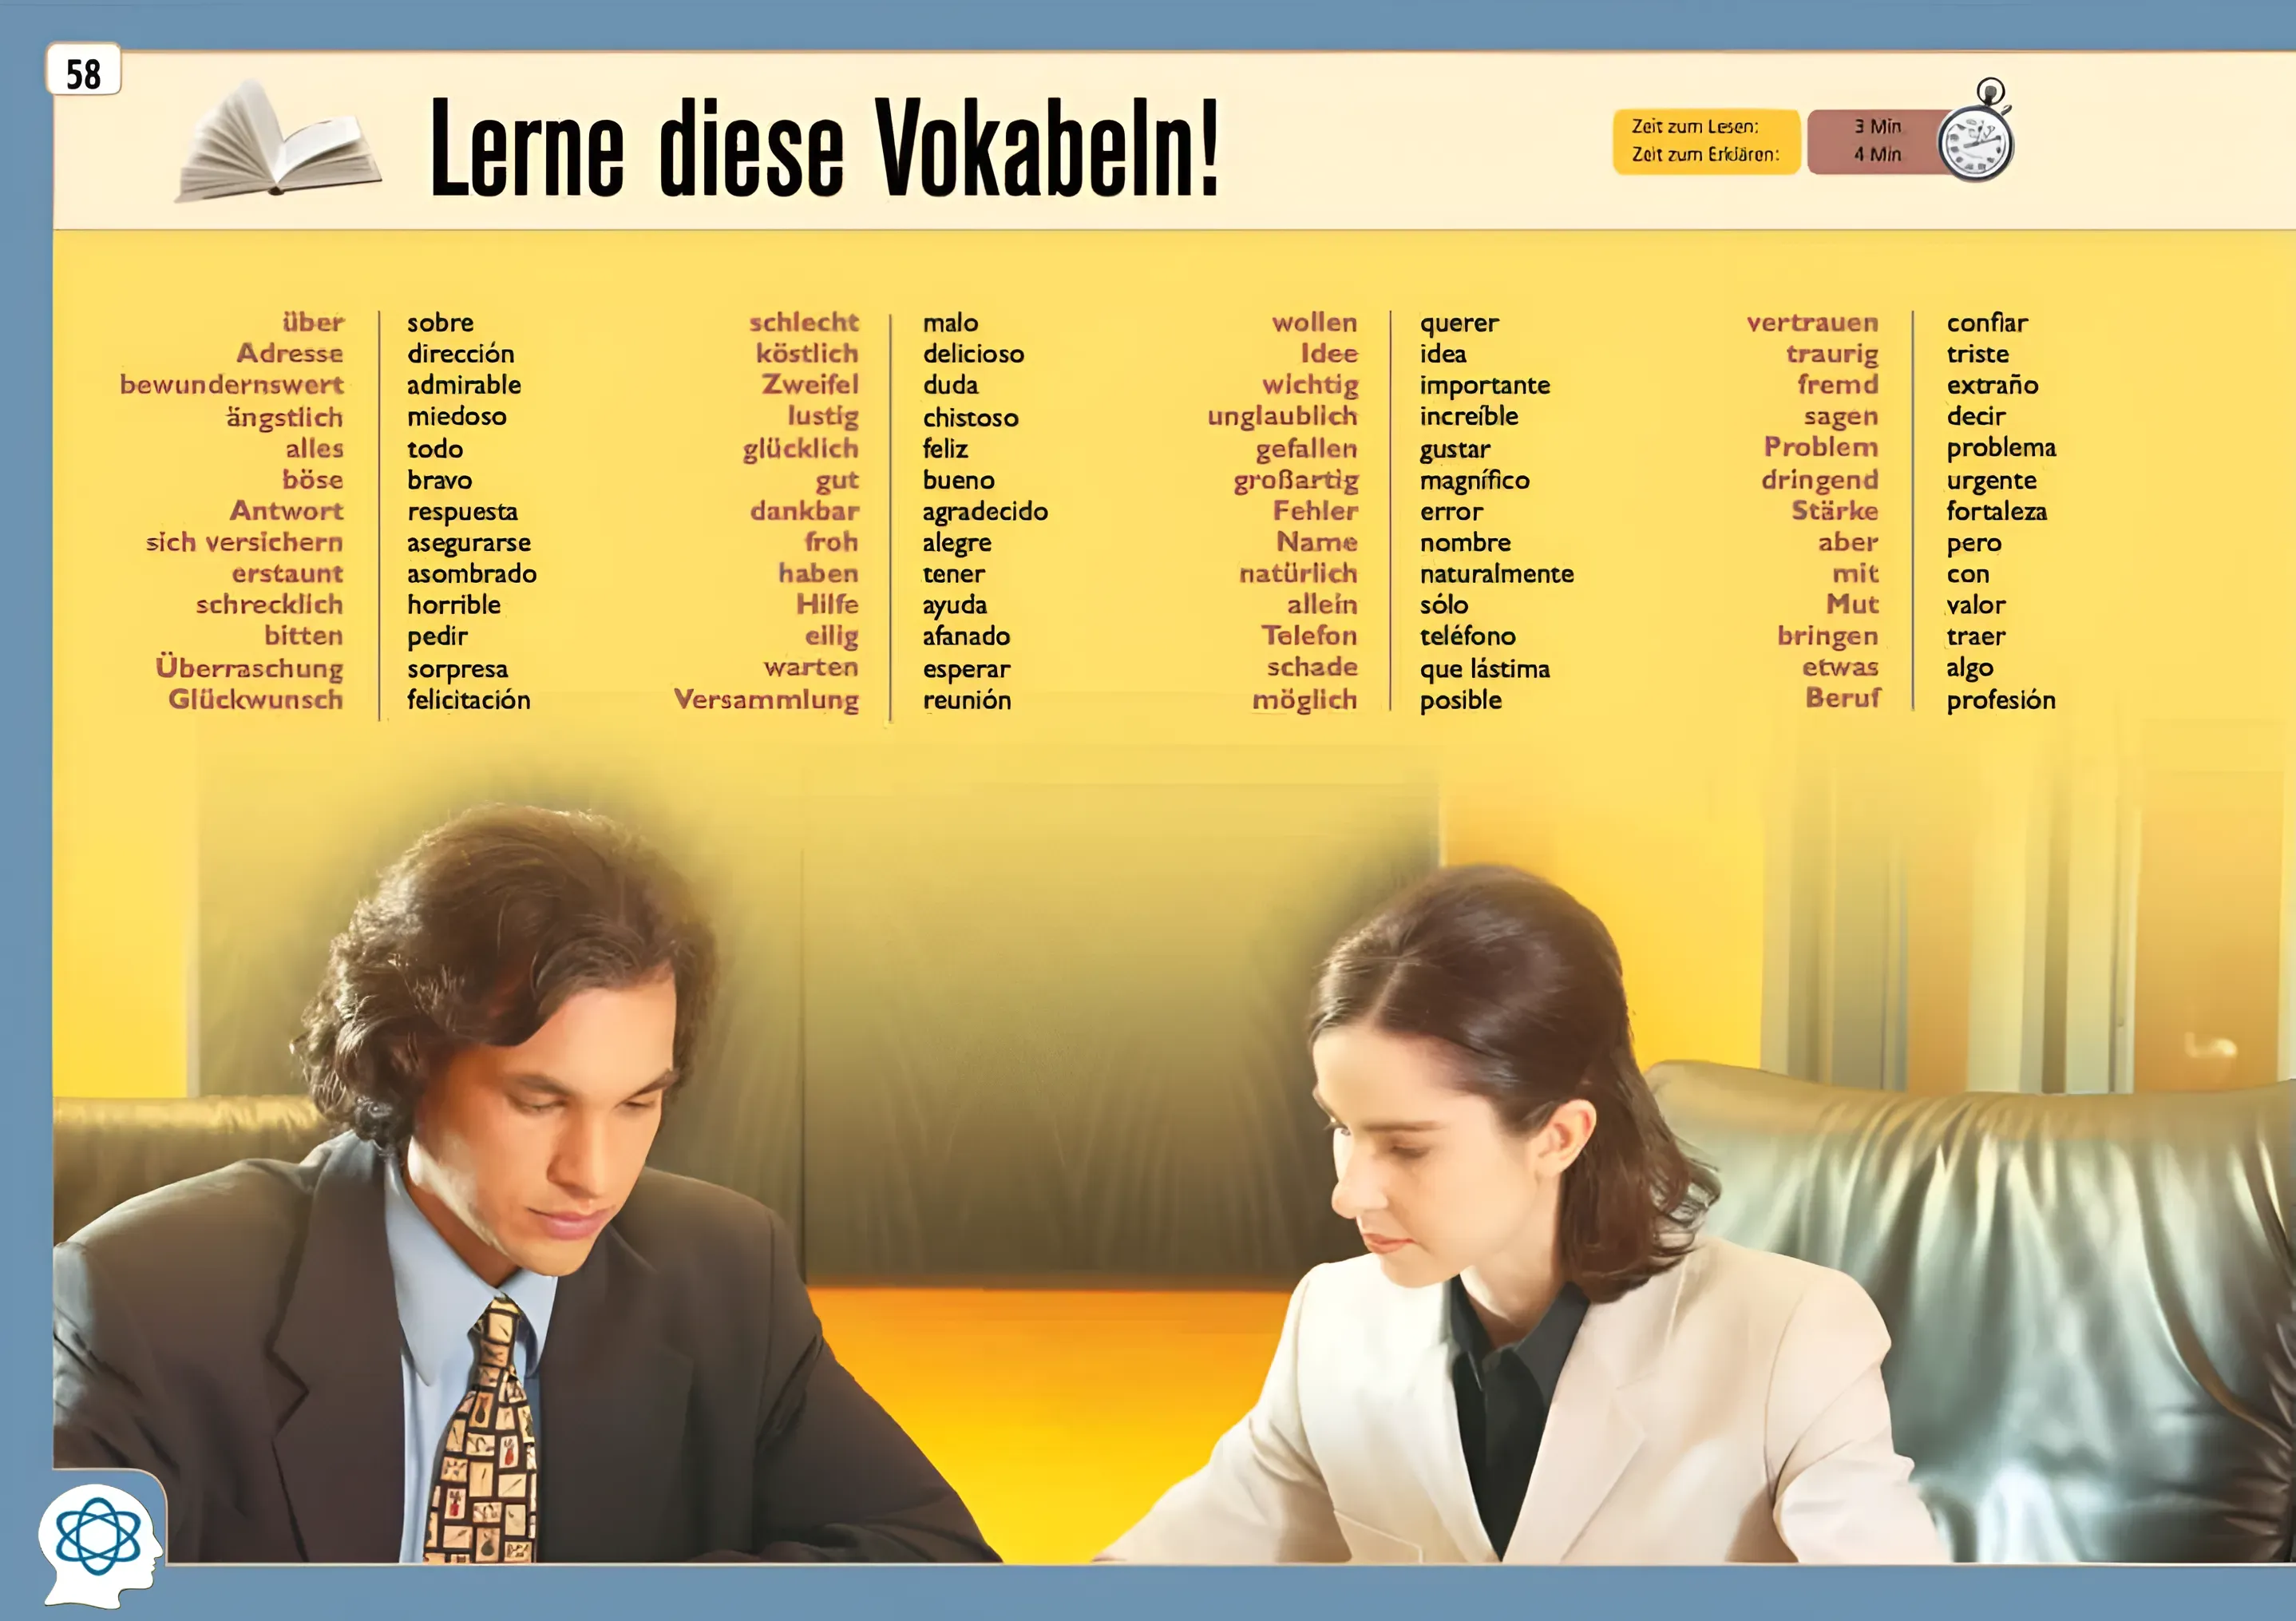 58
Lerne diese Vokabeln!
Zeit zum Lesen: 3 Min.
Zeit zum Erklären: 4 Min.
über sobre
Adresse dirección
bewundernswert admirable
ängstlich miedoso
alles todo
böse bravo
Antwort respuesta
sich versichern asegurarse
erstaunt asombrado
schrecklich horrible
bitten pedir
Überraschung sorpresa
Glückwunsch felicitación
schlecht malo
köstlich delicioso
Zweifel duda
lustig chistoso
glücklich feliz
gut bueno
dankbar agradecido
froh alegre
haben tener
Hilfe ayuda
eilig afanado
warten esperar
Versammlung reunión
wollen querer
Idee idea
wichtig importante
unglaublich increíble
gefallen gustar
großartig magnífico
Fehler error
Name nombre
natürlich naturalmente
allein sólo
Telefon teléfono
schade que lástima
möglich posible
vertrauen confiar
traurig triste
fremd extraño
sagen decir
Problem problema
dringend urgente
Stärke fortaleza
aber pero
mit con
Mut valor
bringen traer
etwas algo
Beruf profesión